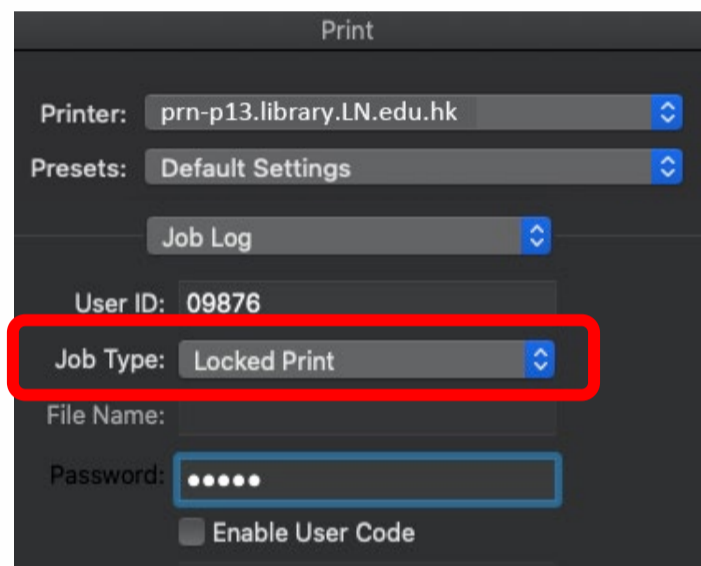 Print
Printer: prn-p13.library.LN.edu.hk
Presets: Default Settings
Job Log
User ID: 09876
Job Type: Locked Print
File Name:
Password: •••••
Enable User Code